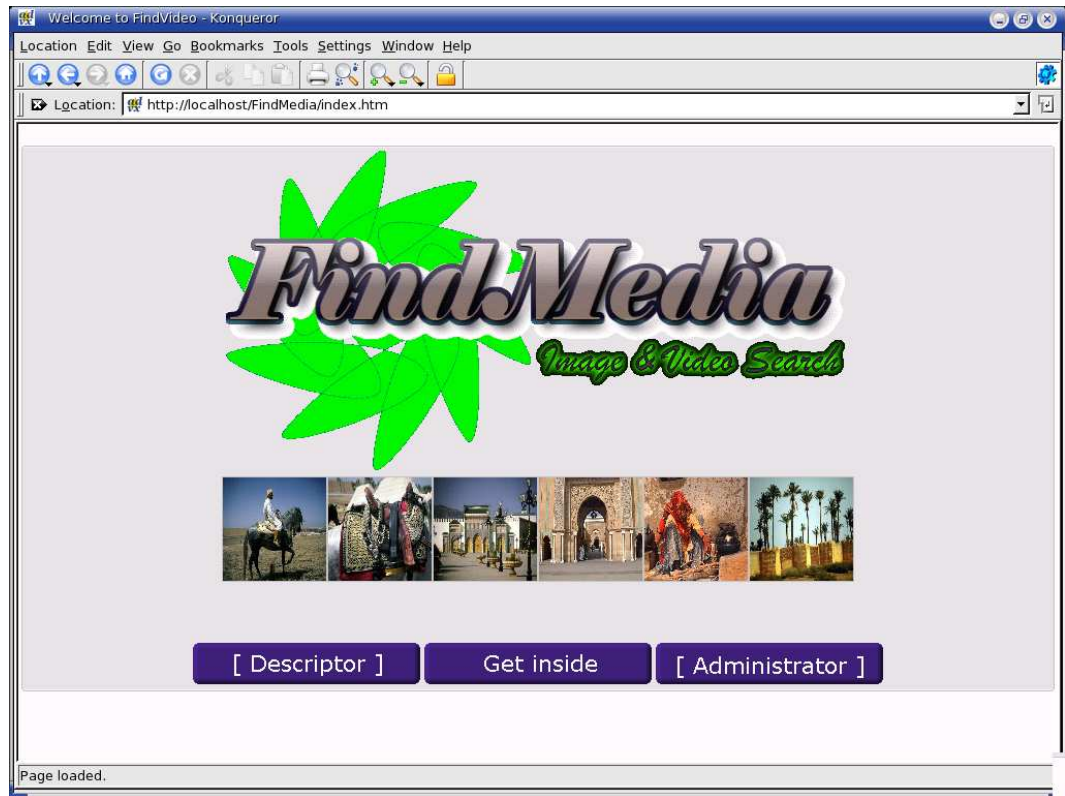 Welcome to FindVideo - Konqueror
Location Edit View Go Bookmarks Tools Settings Window Help
Location: http://localhost/FindMedia/index.htm
FindMedia
Image & Video Search
[ Descriptor ] Get inside [ Administrator ]
Page loaded.